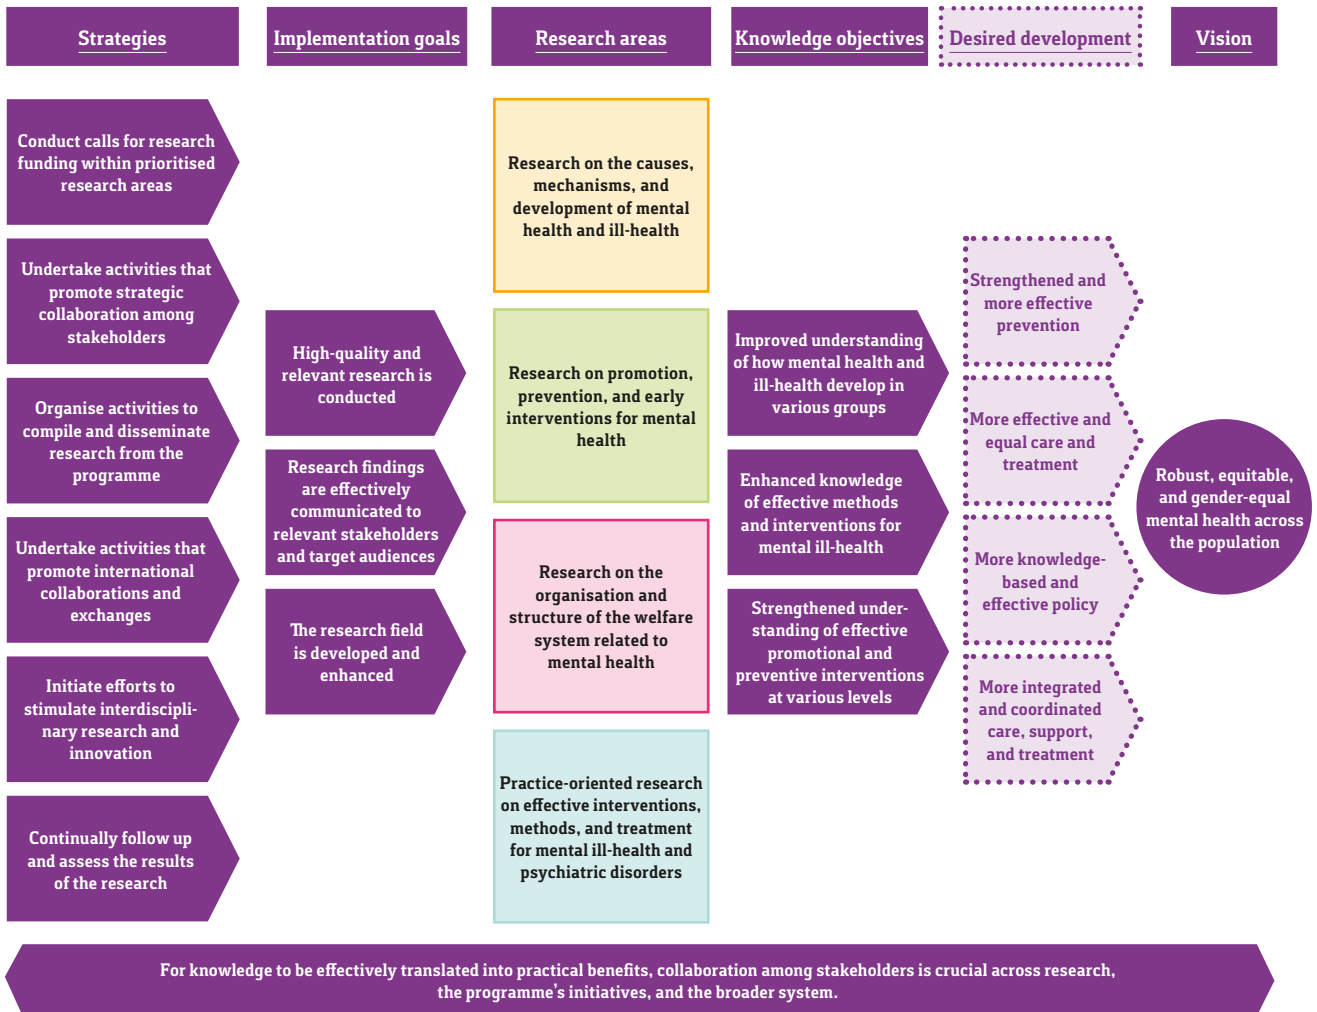 Strategies
Implementation goals
Research areas
Knowledge objectives
Desired development
Vision
Conduct calls for research
funding within prioritised
research areas
Undertake activities that
promote strategic
collaboration among
stakeholders
Organise activities to
compile and disseminate
research from the
programme
Undertake activities that
promote international
collaborations and
exchanges
Initiate efforts to
stimulate interdiscipli-
nary research and
innovation
Continually follow up
and assess the results
of the research
High-quality and
relevant research is
conducted
Research findings
are effectively
communicated to
relevant stakeholders
and target audiences
The research field
is developed and
enhanced
Research on the causes,
mechanisms, and
development of mental
health and ill-health
Research on promotion,
prevention, and early
interventions for mental
health
Research on the
organisation and
structure of the welfare
system related to
mental health
Practice-oriented research
on effective interventions,
methods, and treatment
for mental ill-health and
psychiatric disorders
Improved understanding
of how mental health and
ill-health develop in
various groups
Enhanced knowledge
of effective methods
and interventions for
mental ill-health
Strengthened under-
standing of effective
promotional and
preventive interventions
at various levels
Strengthened and
more effective
prevention
More effective and
equal care and
treatment
More knowledge-
based and
effective policy
More integrated
and coordinated
care, support,
and treatment
Robust, equitable,
and gender-equal
mental health across
the population
For knowledge to be effectively translated into practical benefits, collaboration among stakeholders is crucial across research,
the programme's initiatives, and the broader system.